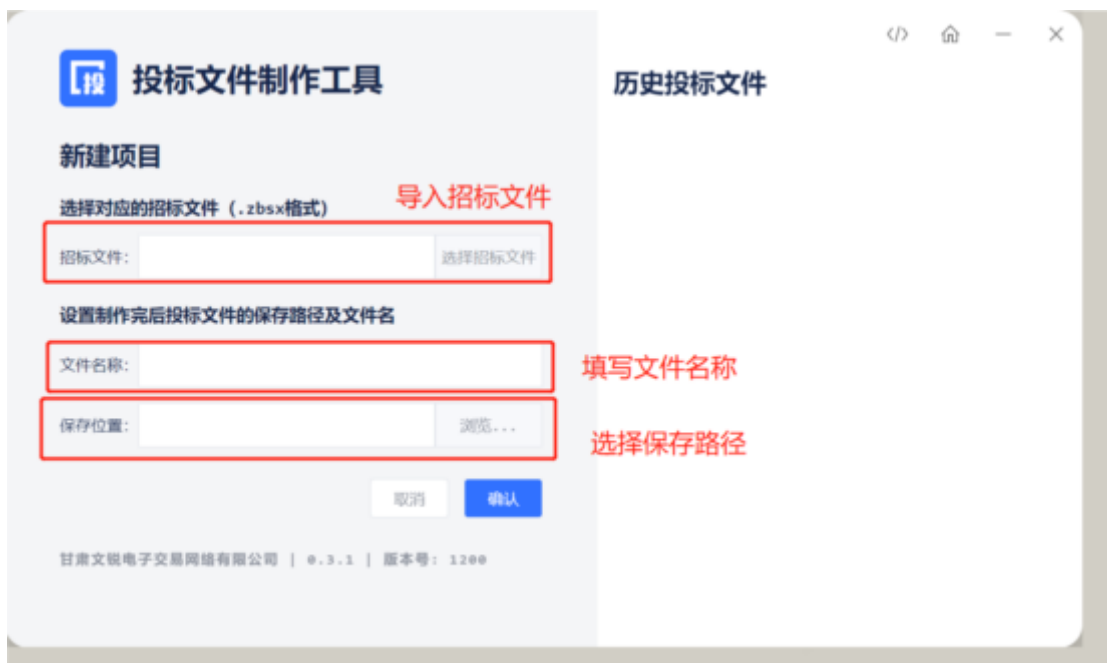 投标文件制作工具
历史投标文件
新建项目
选择对应的招标文件（.zbsx格式）
导入招标文件
招标文件：
选择招标文件
设置制作完后投标文件的保存路径及文件名
文件名称：
填写文件名称
保存位置：
浏览...
选择保存路径
取消
确认
甘肃文锐电子交易网络有限公司 | 0.3.1 | 版本号: 1200